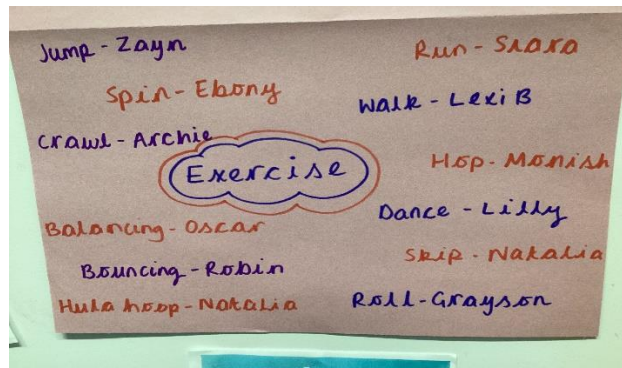 Jump - Zayn
Run - Siara
Spin - Ebony
Walk - Lexi B
Crawl - Archie
Exercise
Hop - Monish
Dance - Lilly
Balancing - Oscar
Skip - Natalia
Bouncing - Robin
Roll - Grayson
Hula hoop - Natalia